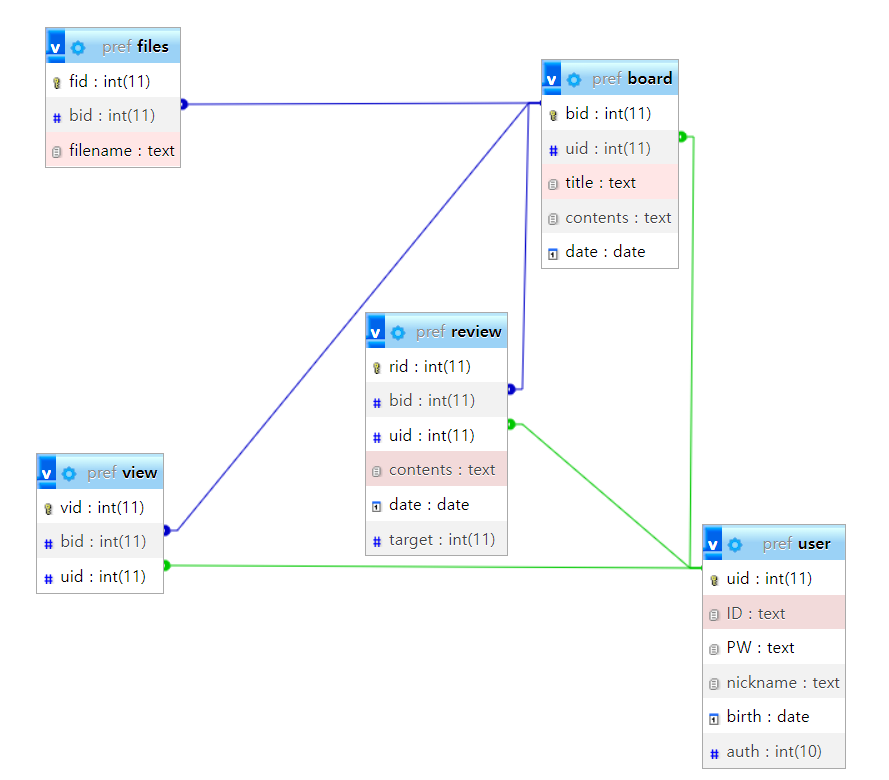 v pref files
fid : int(11)
# bid : int(11)
filename : text
v pref board
bid : int(11)
# uid : int(11)
title : text
contents : text
1 date : date
v pref review
rid : int(11)
# bid : int(11)
# uid : int(11)
contents : text
1 date : date
# target : int(11)
v pref view
vid : int(11)
# bid : int(11)
# uid : int(11)
v pref user
uid : int(11)
ID : text
PW : text
nickname : text
1 birth : date
# auth : int(10)